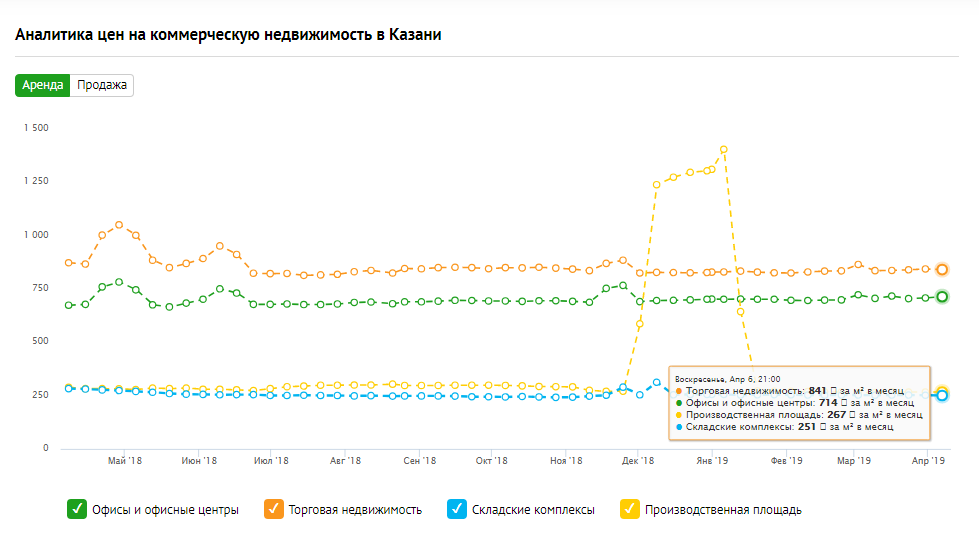 Аналитика цен на коммерческую недвижимость в Казани
Аренда Продажа
1 500
1 250
1 000
750
500
250
0
Воскресенье, Апр 6, 21:00
Торговая недвижимость: 841 ▯ за м² в месяц
Офисы и офисные центры: 714 ▯ за м² в месяц
Производственная площадь: 267 ▯ за м² в месяц
Складские комплексы: 251 ▯ за м² в месяц
Май '18 Июн '18 Июл '18 Авг '18 Сен '18 Окт '18 Ноя '18 Дек '18 Янв '19 Фев '19 Мар '19 Апр '19
Офисы и офисные центры Торговая недвижимость Складские комплексы Производственная площадь